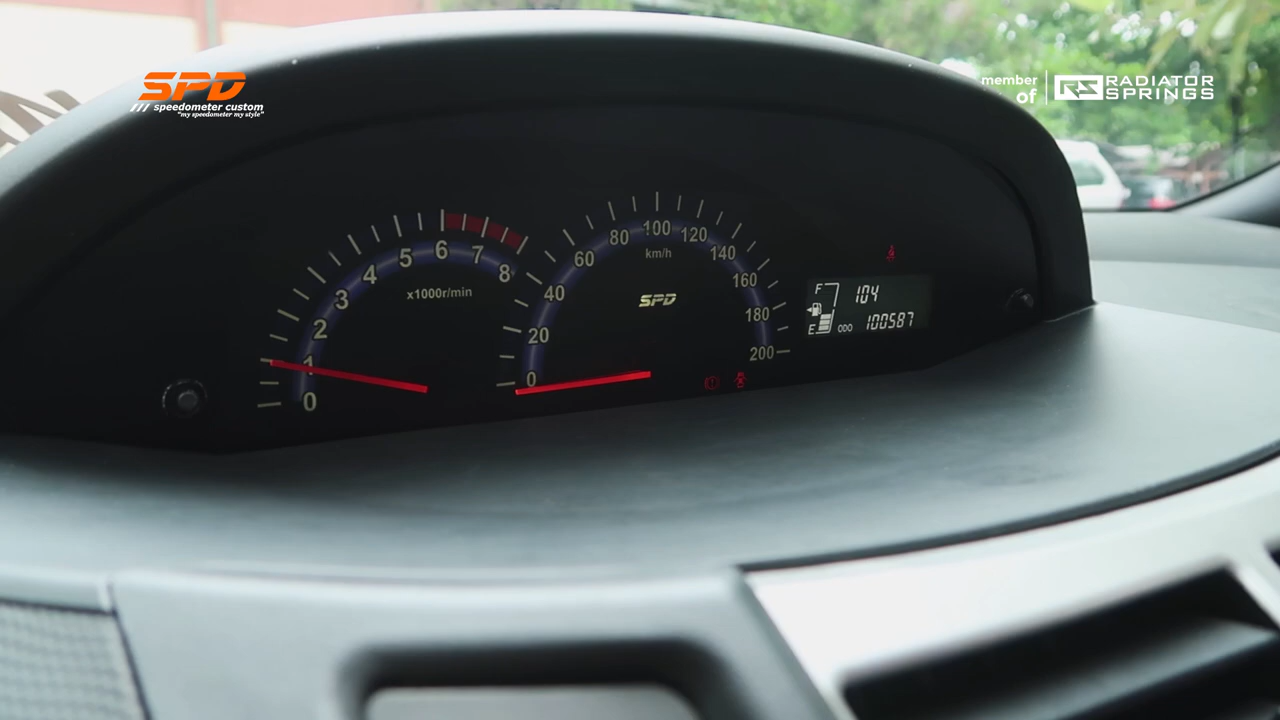 SPD
speedometer custom
"my speedometer my style"
member
of
RS RADIATOR
SPRINGS
0 1 2 3 4 5 6 7 8
x1000r/min
0 20 40 60 80 100 120 140 160 180 200
km/h
SPD
F 104
E ODO 100587